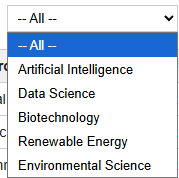 -- All --
-- All --
Artificial Intelligence
Data Science
Biotechnology
Renewable Energy
Environmental Science